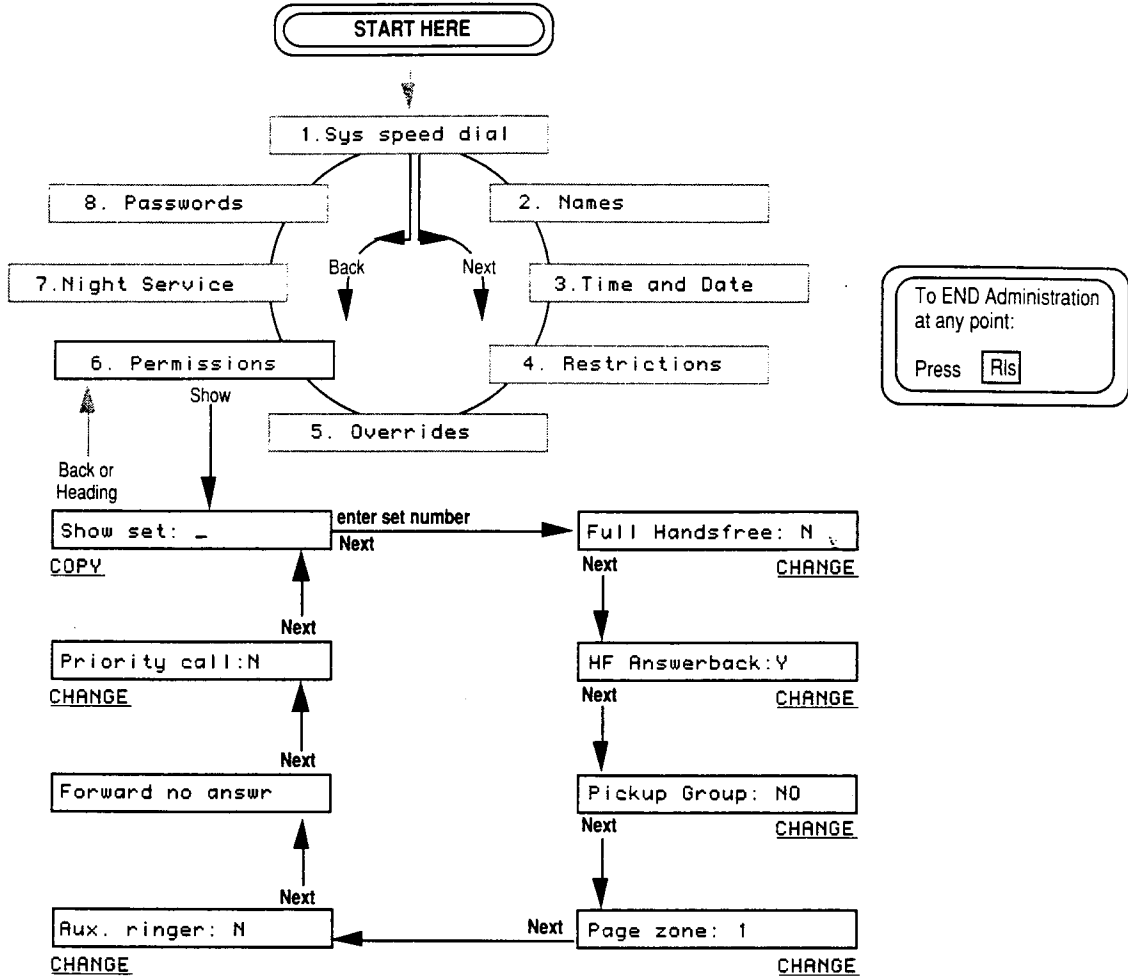 START HERE
1.Sys speed dial
8. Passwords
2. Names
Back
Next
7.Night Service
3.Time and Date
To END Administration
at any point:
Press Rls
6. Permissions
4. Restrictions
Show
5. Overrides
Back or
Heading
Show set: _
enter set number
Next
Full Handsfree: N
COPY
Next
CHANGE
Next
Priority call:N
HF Answerback:Y
CHANGE
Next
CHANGE
Next
Forward no answr
Pickup Group: NO
Next
CHANGE
Next
Aux. ringer: N
Next
Page zone: 1
CHANGE
CHANGE